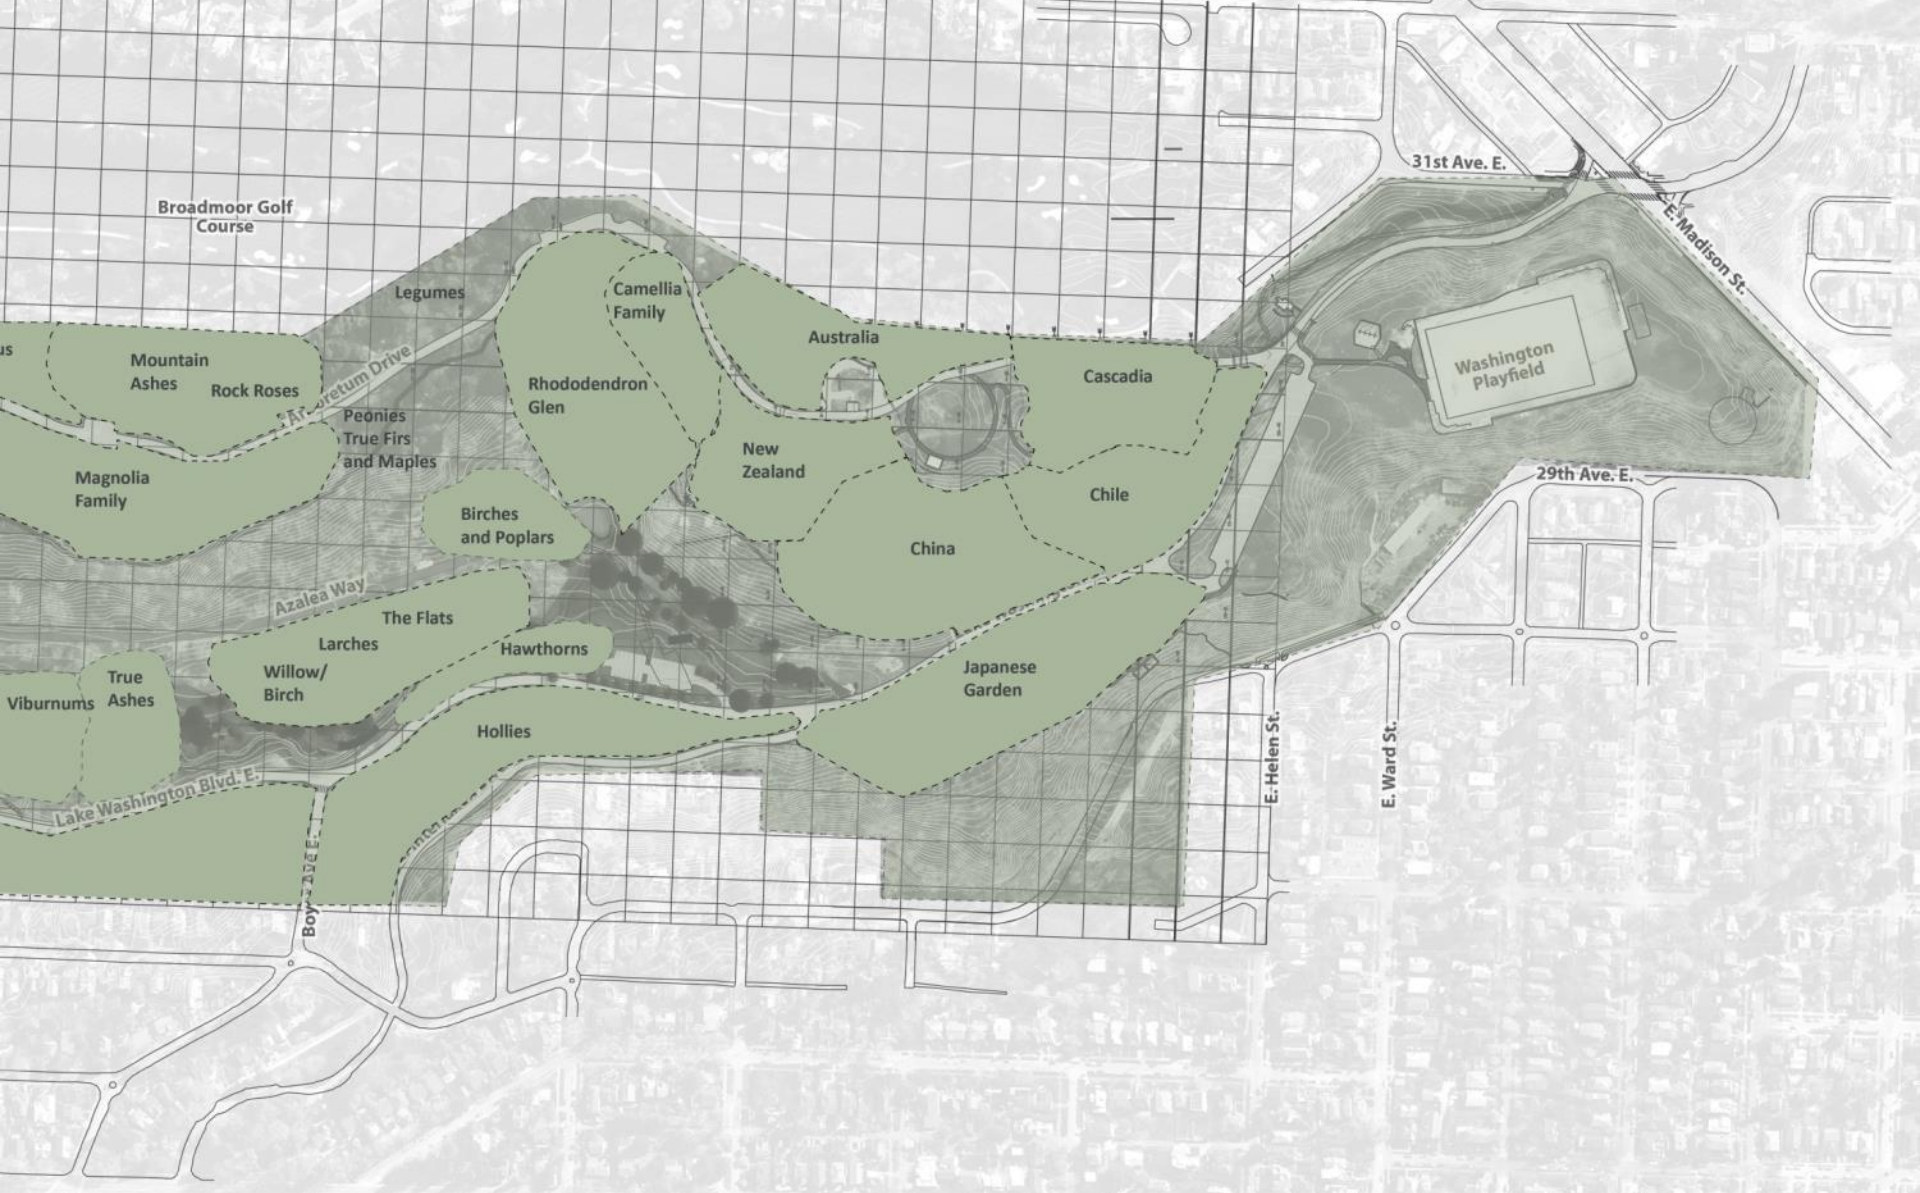 31st Ave. E.
Broadmoor Golf
Course
E. Madison St.
Legumes
Camellia
Family
Australia
us
Mountain
Ashes
Rock Roses
Arboretum Drive
Rhododendron
Glen
Cascadia
Washington
Playfield
Peonies
True Firs
and Maples
New
Zealand
Magnolia
Family
29th Ave. E.
Chile
Birches
and Poplars
China
Azalea Way
The Flats
Larches
Hawthorns
Willow/
Birch
True
Ashes
Viburnums
Japanese
Garden
Hollies
Lake Washington Blvd. E.
E. Helen St.
E. Ward St.